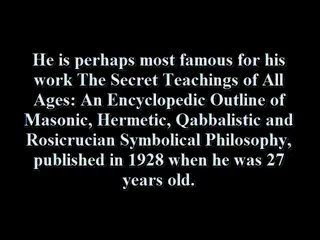 He is perhaps most famous for his
work The Secret Teachings of All
Ages: An Encyclopedic Outline of
Masonic, Hermetic, Qabbalistic and
Rosicrucian Symbolical Philosophy,
published in 1928 when he was 27
years old.